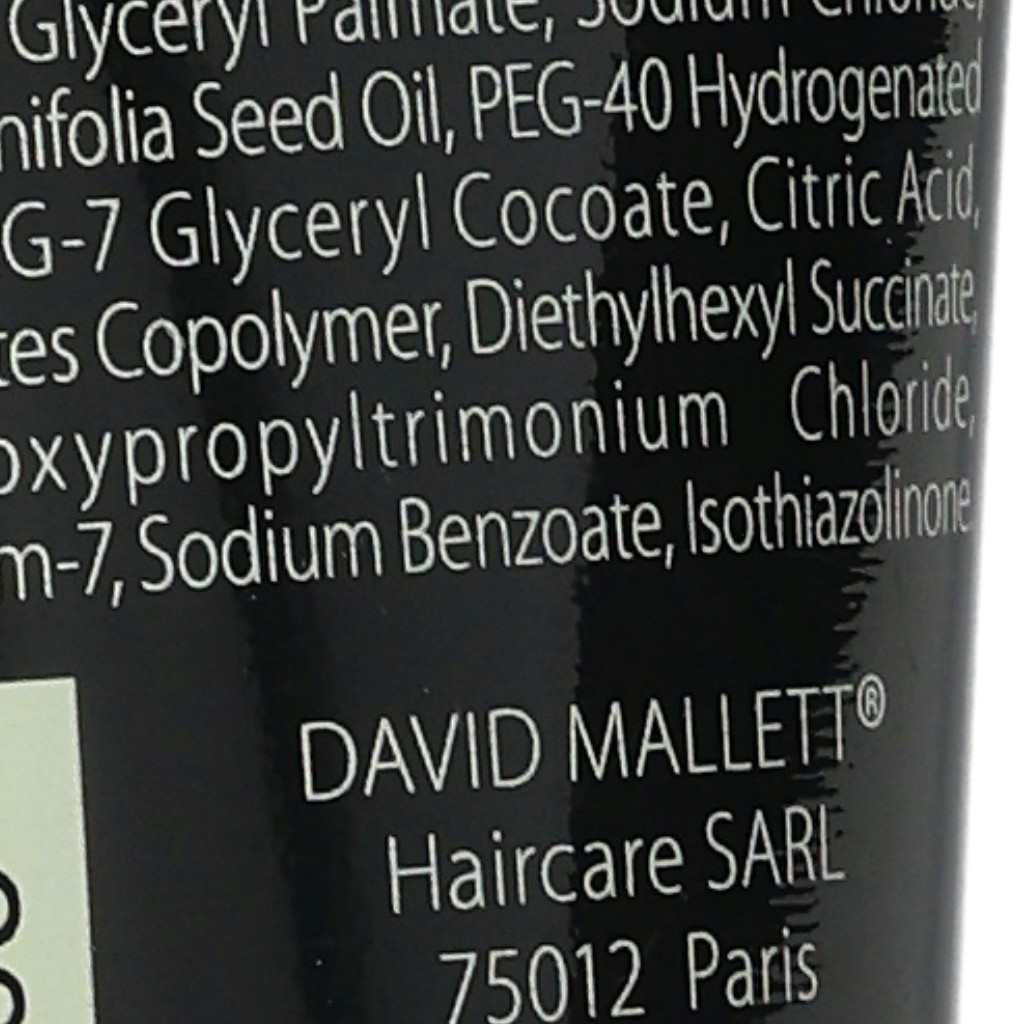 Glyceryl Palmate, Sodium Chloride,
nifolia Seed Oil, PEG-40 Hydrogenated
G-7 Glyceryl Cocoate, Citric Acid,
tes Copolymer, Diethylhexyl Succinate,
oxypropyltrimonium Chloride,
m-7, Sodium Benzoate, Isothiazolinone.
DAVID MALLETT®
Haircare SARL
75012 Paris